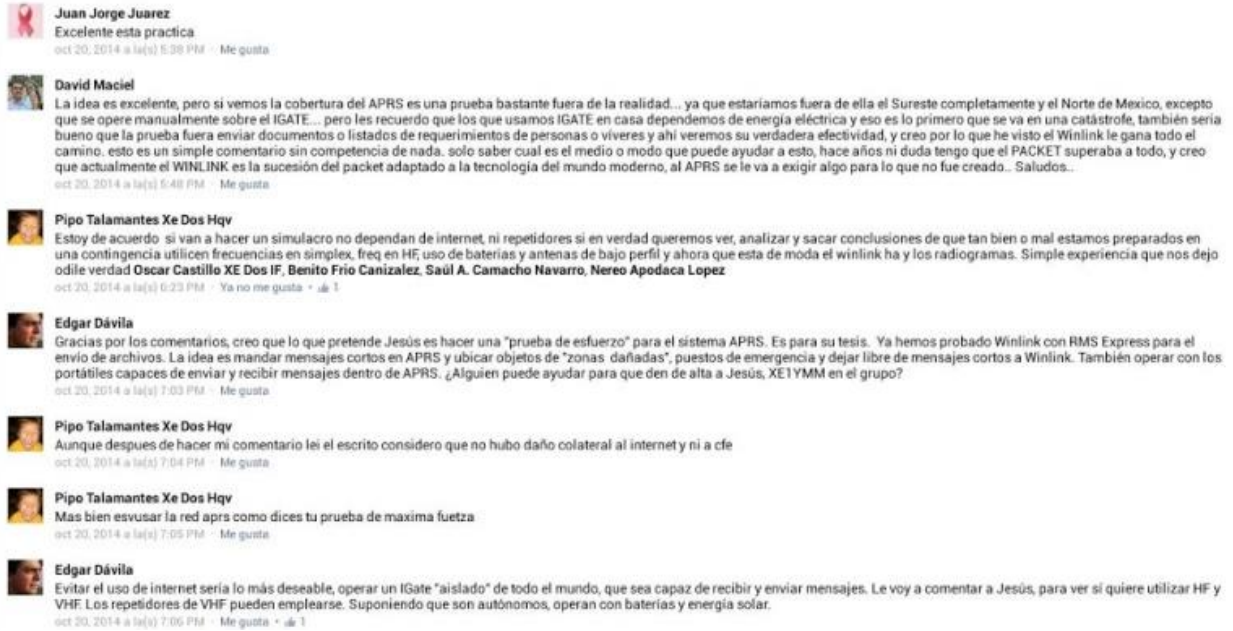 Juan Jorge Juarez
Excelente esta practica
oct 20, 2014 a la(s) 5:38 PM · Me gusta
David Maciel
La idea es excelente, pero si vemos la cobertura del APRS es una prueba bastante fuera de la realidad... ya que estaríamos fuera de ella el Sureste completamente y el Norte de Mexico, excepto
que se opere manualmente sobre el IGATE... pero les recuerdo que los que usamos IGATE en casa dependemos de energía eléctrica y eso es lo primero que se va en una catástrofe, también seria
bueno que la prueba fuera enviar documentos o listados de requerimientos de personas o víveres y ahí veremos su verdadera efectividad, y creo por lo que he visto el Winlink le gana todo el
camino. esto es un simple comentario sin competencia de nada. solo saber cual es el medio o modo que puede ayudar a esto, hace años ni duda tengo que el PACKET superaba a todo, y creo
que actualmente el WINLINK es la sucesión del packet adaptado a la tecnología del mundo moderno, al APRS se le va a exigir algo para lo que no fue creado.. Saludos..
oct 20, 2014 a la(s) 5:48 PM · Me gusta
Pipo Talamantes Xe Dos Hqv
Estoy de acuerdo si van a hacer un simulacro no dependan de internet, ni repetidores si en verdad queremos ver, analizar y sacar conclusiones de que tan bien o mal estamos preparados en
una contingencia utilicen frecuencias en simplex, freq en HF, uso de baterias y antenas de bajo perfil y ahora que esta de moda el winlink ha y los radiogramas. Simple experiencia que nos dejo
odile verdad Oscar Castillo XE Dos IF, Benito Frio Canizalez, Saúl A. Camacho Navarro, Nereo Apodaca Lopez
oct 20, 2014 a la(s) 6:23 PM · Ya no me gusta · 1
Edgar Dávila
Gracias por los comentarios, creo que lo que pretende Jesús es hacer una "prueba de esfuerzo" para el sistema APRS. Es para su tesis. Ya hemos probado Winlink con RMS Express para el
envío de archivos. La idea es mandar mensajes cortos en APRS y ubicar objetos de "zonas dañadas", puestos de emergencia y dejar libre de mensajes cortos a Winlink. También operar con los
portátiles capaces de enviar y recibir mensajes dentro de APRS. ¿Alguien puede ayudar para que den de alta a Jesús, XE1YMM en el grupo?
oct 20, 2014 a la(s) 7:03 PM · Me gusta
Pipo Talamantes Xe Dos Hqv
Aunque despues de hacer mi comentario lei el escrito considero que no hubo daño colateral al internet y ni a cfe
oct 20, 2014 a la(s) 7:04 PM · Me gusta
Pipo Talamantes Xe Dos Hqv
Mas bien esvusar la red aprs como dices tu prueba de maxima fuetza
oct 20, 2014 a la(s) 7:05 PM · Me gusta
Edgar Dávila
Evitar el uso de internet sería lo más deseable, operar un IGate "aislado" de todo el mundo, que sea capaz de recibir y enviar mensajes. Le voy a comentar a Jesús, para ver si quiere utilizar HF y
VHF. Los repetidores de VHF pueden emplearse. Suponiendo que son autónomos, operan con baterías y energía solar.
oct 20, 2014 a la(s) 7:06 PM · Me gusta · 1